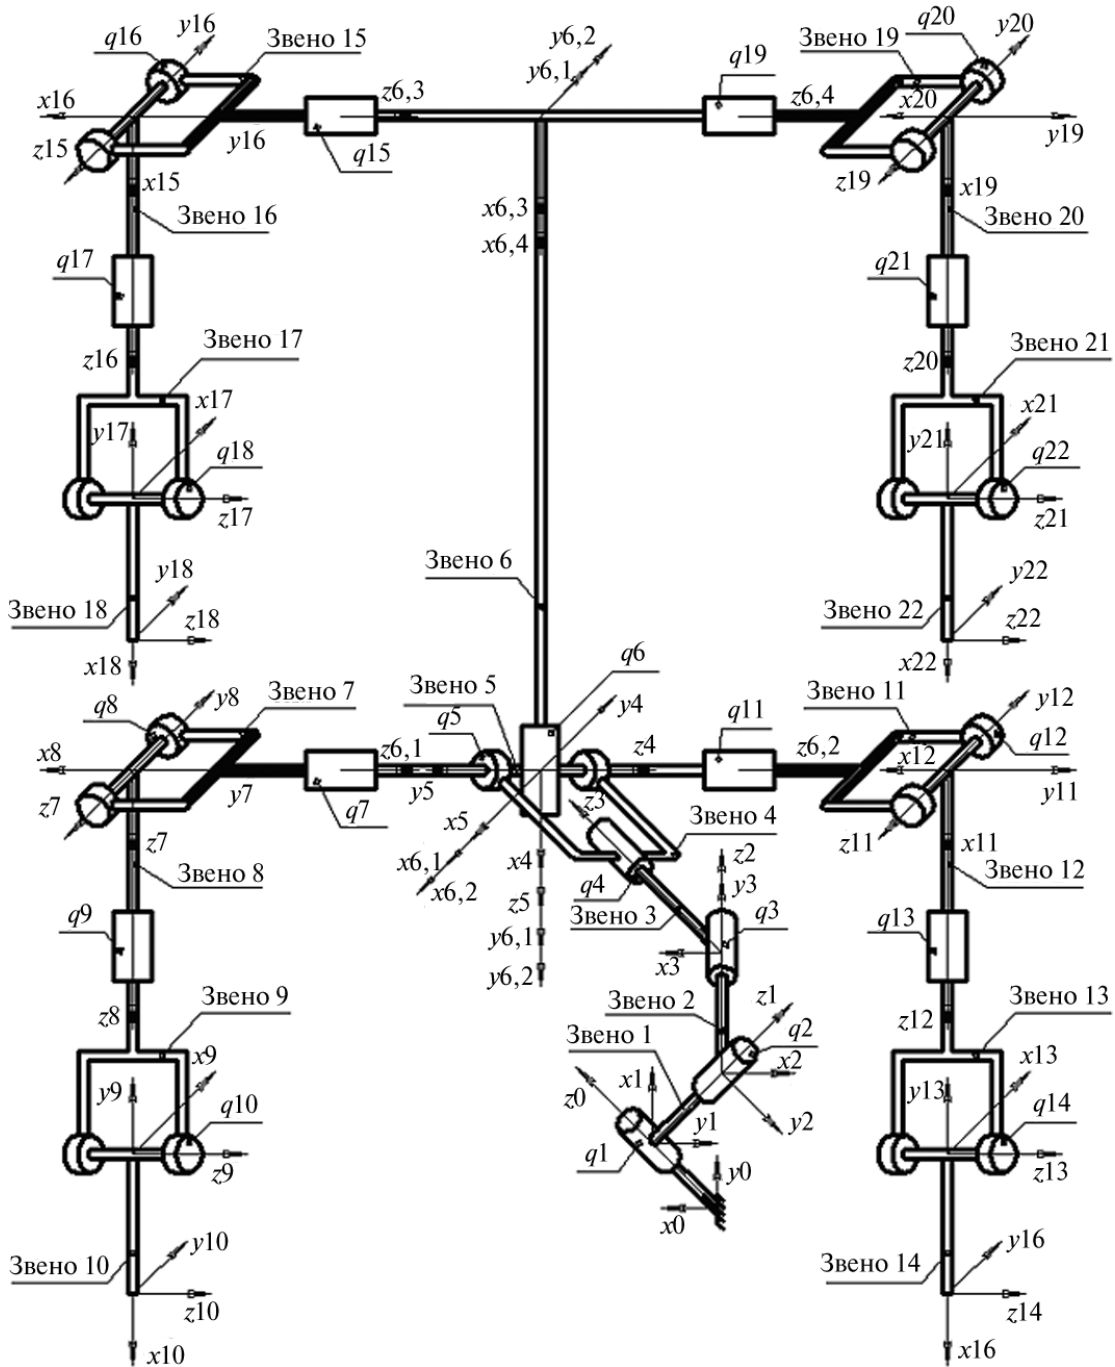 q16
y16
Звено 15
y6,2
y6,1
q19
Звено 19
q20
y20
x16
z6,3
z6,4
x20
z15
y16
q15
y19
x15
z19
x19
Звено 16
x6,3
Звено 20
x6,4
q17
q21
Звено 17
Звено 21
z16
z20
x17
x21
y17
y21
q18
q22
z17
z21
Звено 6
y18
y22
Звено 18
z18
Звено 22
z22
x18
x22
q6
Звено 7
Звено 5
Звено 11
y8
y4
y12
q8
q5
q11
q12
x8
z6,1
z4
z6,2
x12
z7
y7
q7
y5
z3
y11
x5
Звено 4
z7
x6,1
x4
z11
x11
x6,2
z2
Звено 8
q4
y3
Звено 12
z5
Звено 3
q9
q3
q13
y6,1
x3
y6,2
Звено 9
Звено 2
z1
Звено 13
z8
q2
z12
Звено 1
x9
x1
x2
x13
y9
z0
y13
q10
y1
y2
q14
q1
z9
y0
z13
x0
y10
y16
Звено 10
Звено 14
z10
z14
x10
x16